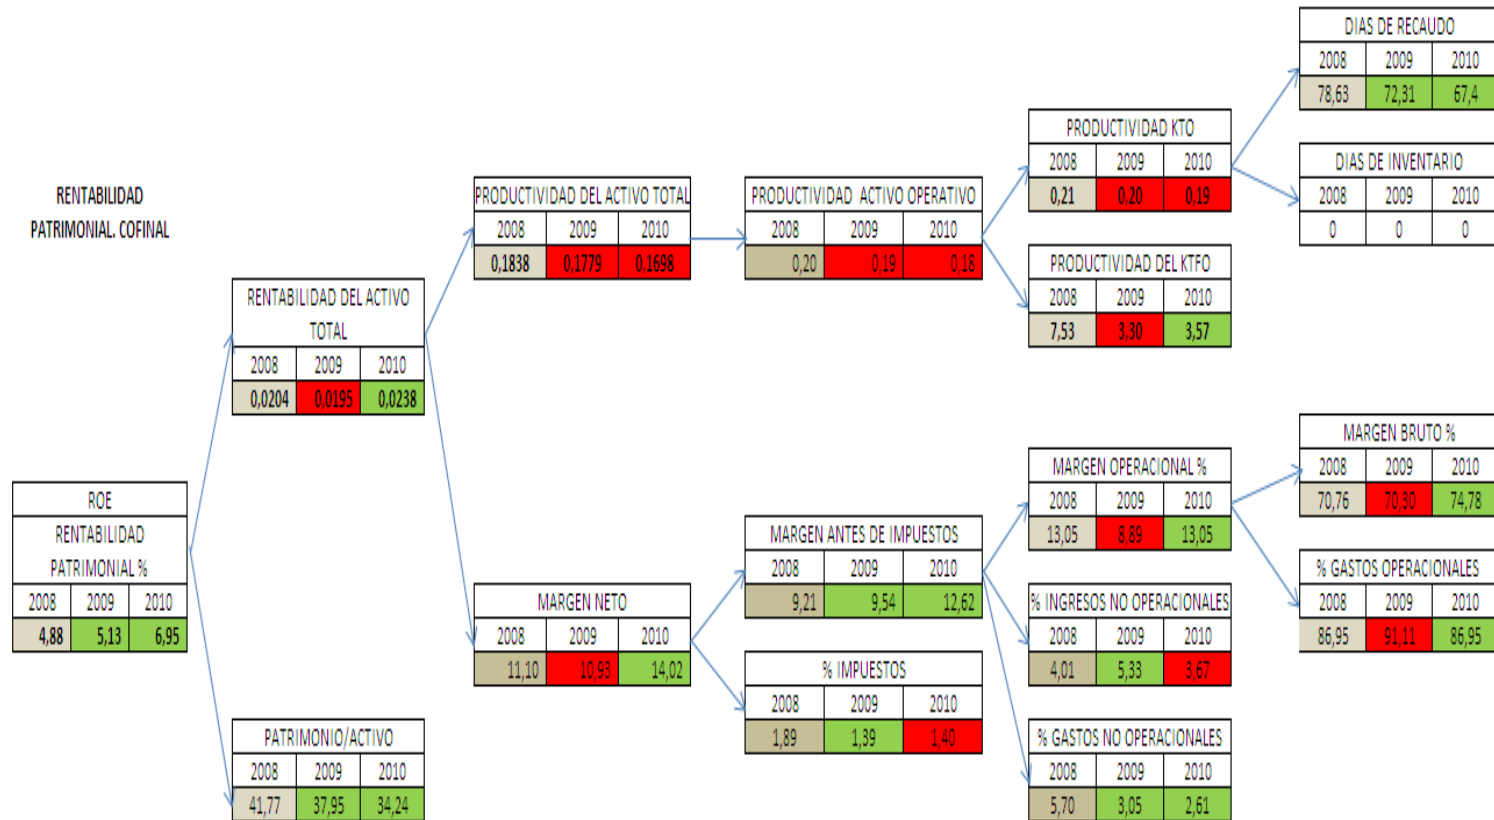 RENTABILIDAD
PATRIMONIAL. COFINAL
ROE
RENTABILIDAD
PATRIMONIAL %
2008 2009 2010
4,88 5,13 6,95
RENTABILIDAD DEL ACTIVO
TOTAL
2008 2009 2010
0,0204 0,0195 0,0238
PATRIMONIO/ACTIVO
2008 2009 2010
41,77 37,95 34,24
PRODUCTIVIDAD DEL ACTIVO TOTAL
2008 2009 2010
0,1838 0,1779 0,1698
MARGEN NETO
2008 2009 2010
11,10 10,93 14,02
PRODUCTIVIDAD ACTIVO OPERATIVO
2008 2009 2010
0,20 0,19 0,18
MARGEN ANTES DE IMPUESTOS
2008 2009 2010
9,21 9,54 12,62
% IMPUESTOS
2008 2009 2010
1,89 1,39 1,40
PRODUCTIVIDAD KTO
2008 2009 2010
0,21 0,20 0,19
PRODUCTIVIDAD DEL KTFO
2008 2009 2010
7,53 3,30 3,57
MARGEN OPERACIONAL %
2008 2009 2010
13,05 8,89 13,05
% INGRESOS NO OPERACIONALES
2008 2009 2010
4,01 5,33 3,67
% GASTOS NO OPERACIONALES
2008 2009 2010
5,70 3,05 2,61
DIAS DE RECAUDO
2008 2009 2010
78,63 72,31 67,4
DIAS DE INVENTARIO
2008 2009 2010
0 0 0
MARGEN BRUTO %
2008 2009 2010
70,76 70,30 74,78
% GASTOS OPERACIONALES
2008 2009 2010
86,95 91,11 86,95